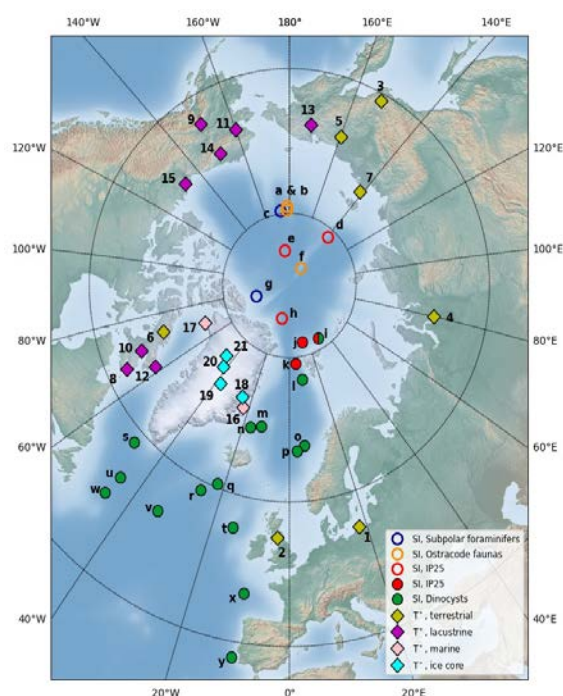 140°W 160°W 180° 160°E
3
9 11 13
5
120°W 14 120°E
15 7
a & b
c d
100°W e 100°E
f
g
h 4
17 i
6 j
80°W 10 21 k 80°E
8 12 20 l
19 18
16 m
n
s o
p
60°W u q 60°E
w r
v
t
2 1
x
y
SI, Subpolar foraminifers
SI, Ostracode faunas
SI, IP25
SI, IP25
SI, Dinocysts
T°, terrestrial
T°, lacustrine
T°, marine
T°, ice core
40°W 40°E
20°W 0° 20°E